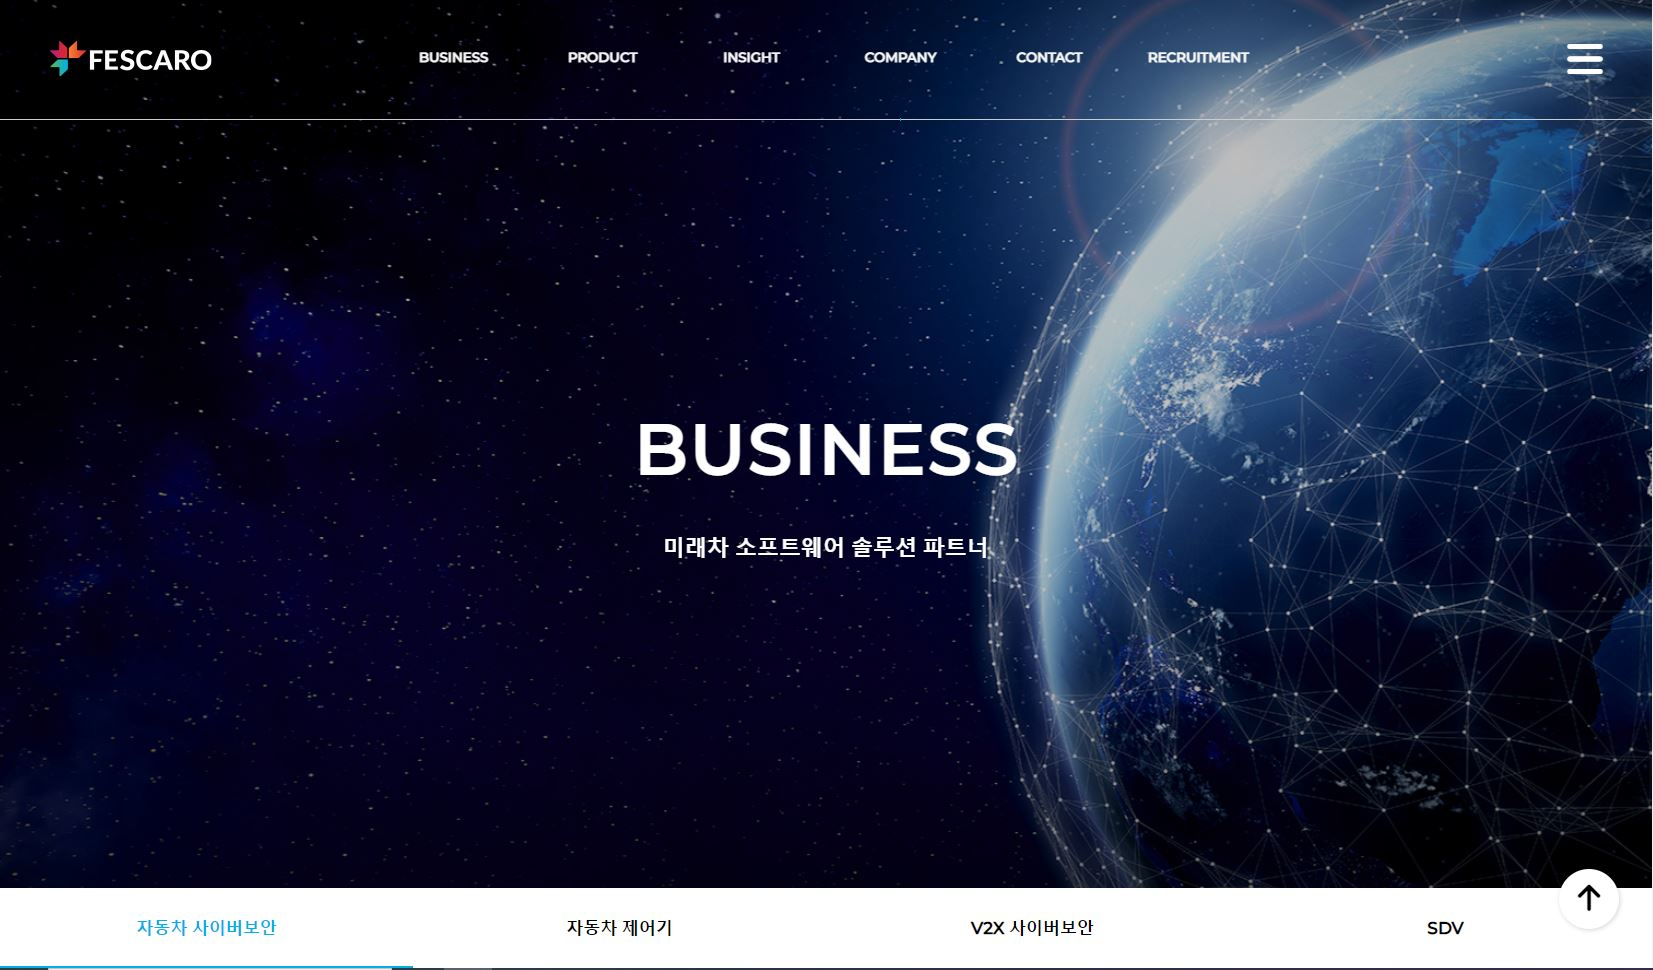 FESCARO
BUSINESS PRODUCT INSIGHT COMPANY CONTACT RECRUITMENT
BUSINESS
미래차 소프트웨어 솔루션 파트너
자동차 사이버보안 자동차 제어기 V2X 사이버보안 SDV